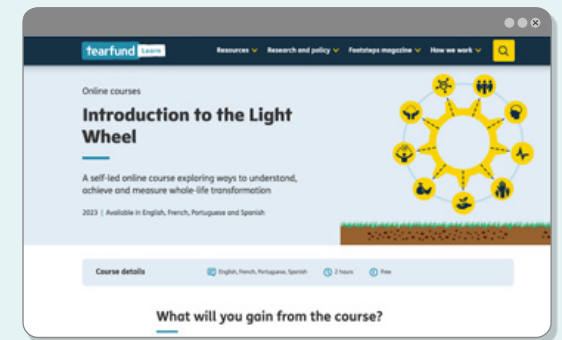 tearfund Learn
Resources Research and policy Footsteps magazine How we work
Online courses
Introduction to the Light
Wheel
A self-led online course exploring ways to understand,
achieve and measure whole-life transformation
2023 | Available in English, French, Portuguese and Spanish
Course details English, French, Portuguese, Spanish 2 hours Free
What will you gain from the course?